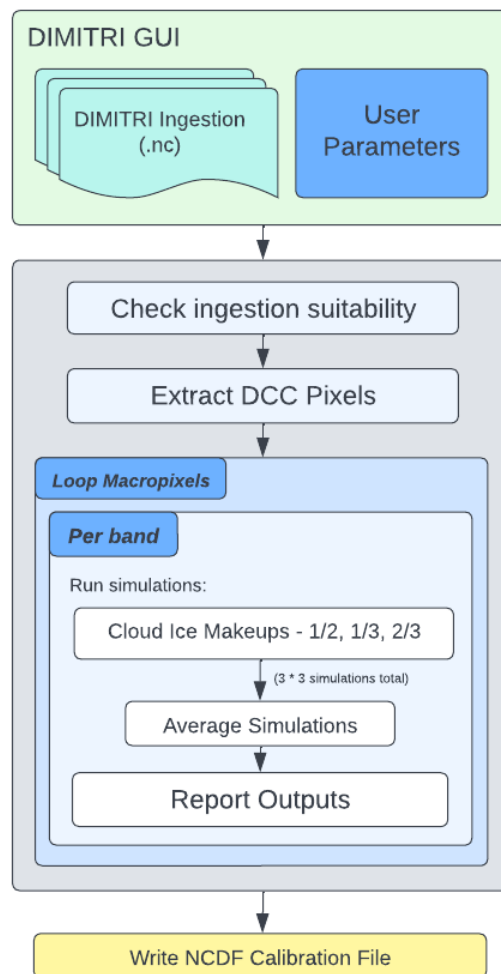 DIMITRI GUI
DIMITRI Ingestion
(.nc)
User
Parameters
Check ingestion suitability
Extract DCC Pixels
Loop Macropixels
Per band
Run simulations:
Cloud Ice Makeups - 1/2, 1/3, 2/3
(3 * 3 simulations total)
Average Simulations
Report Outputs
Write NCDF Calibration File